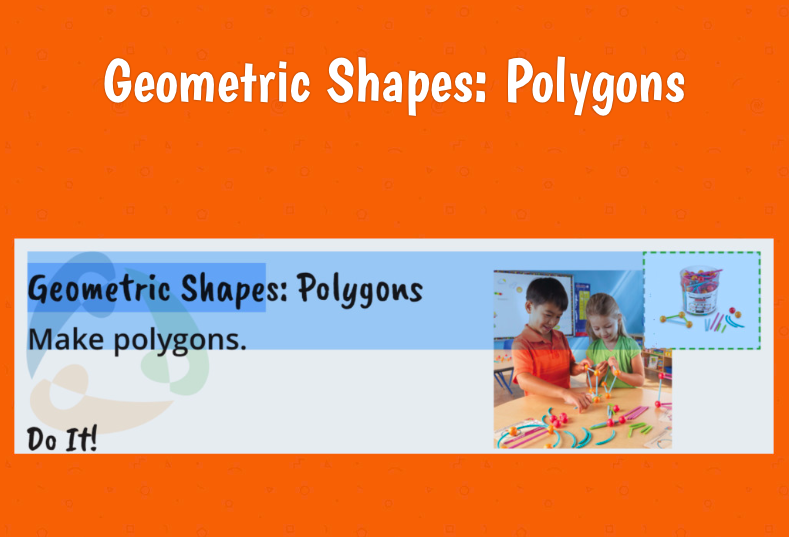 Geometric Shapes: Polygons
Geometric Shapes: Polygons
Make polygons.
Do It!